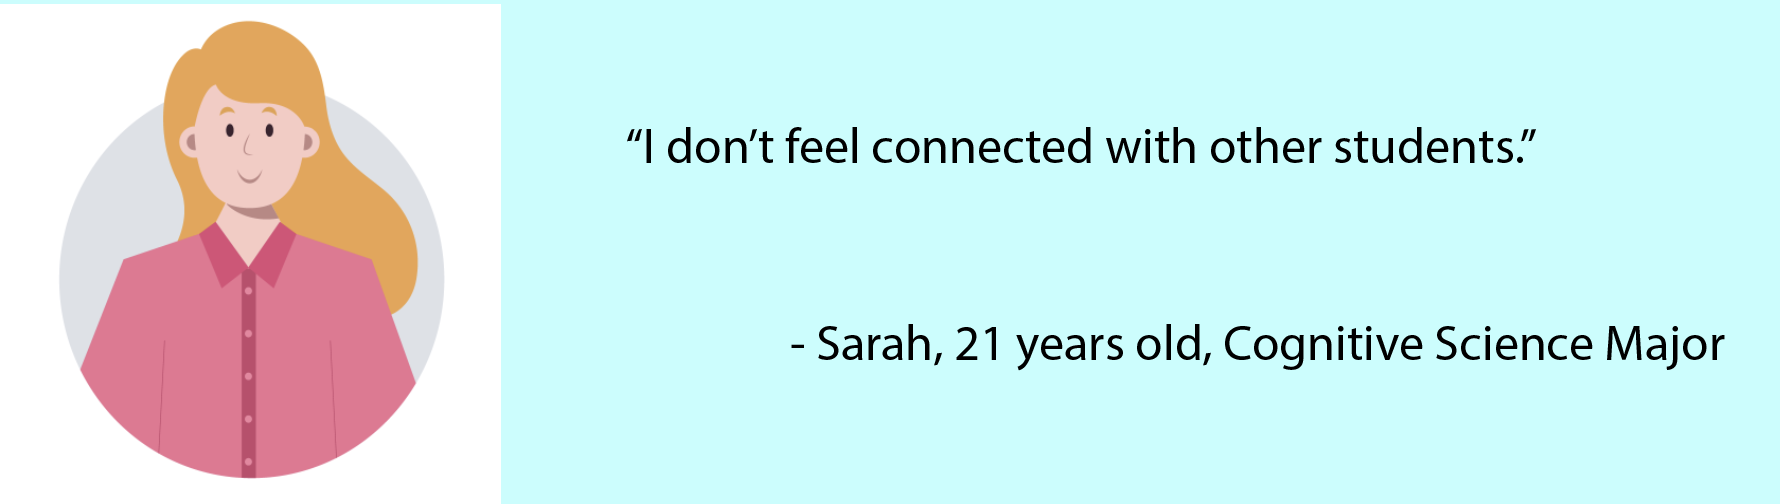 “I don’t feel connected with other students.”
- Sarah, 21 years old, Cognitive Science Major